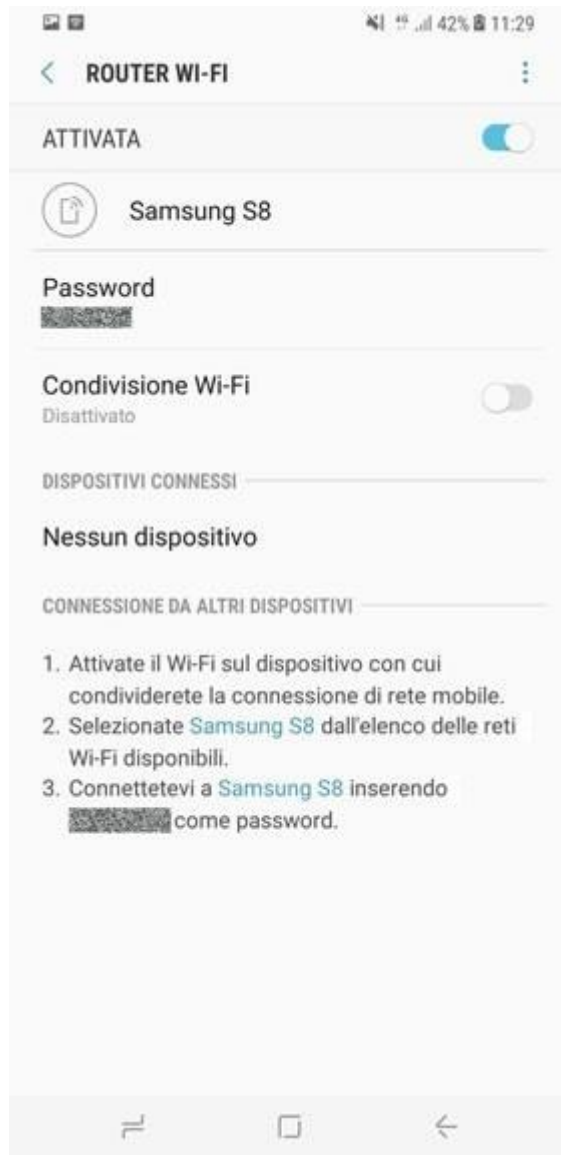 42% 11:29
ROUTER WI-FI
ATTIVATA
Samsung S8
Password
Condivisione Wi-Fi
Disattivato
DISPOSITIVI CONNESSI
Nessun dispositivo
CONNESSIONE DA ALTRI DISPOSITIVI
1. Attivate il Wi-Fi sul dispositivo con cui
condividerete la connessione di rete mobile.
2. Selezionate Samsung S8 dall'elenco delle reti
Wi-Fi disponibili.
3. Connettetevi a Samsung S8 inserendo
come password.